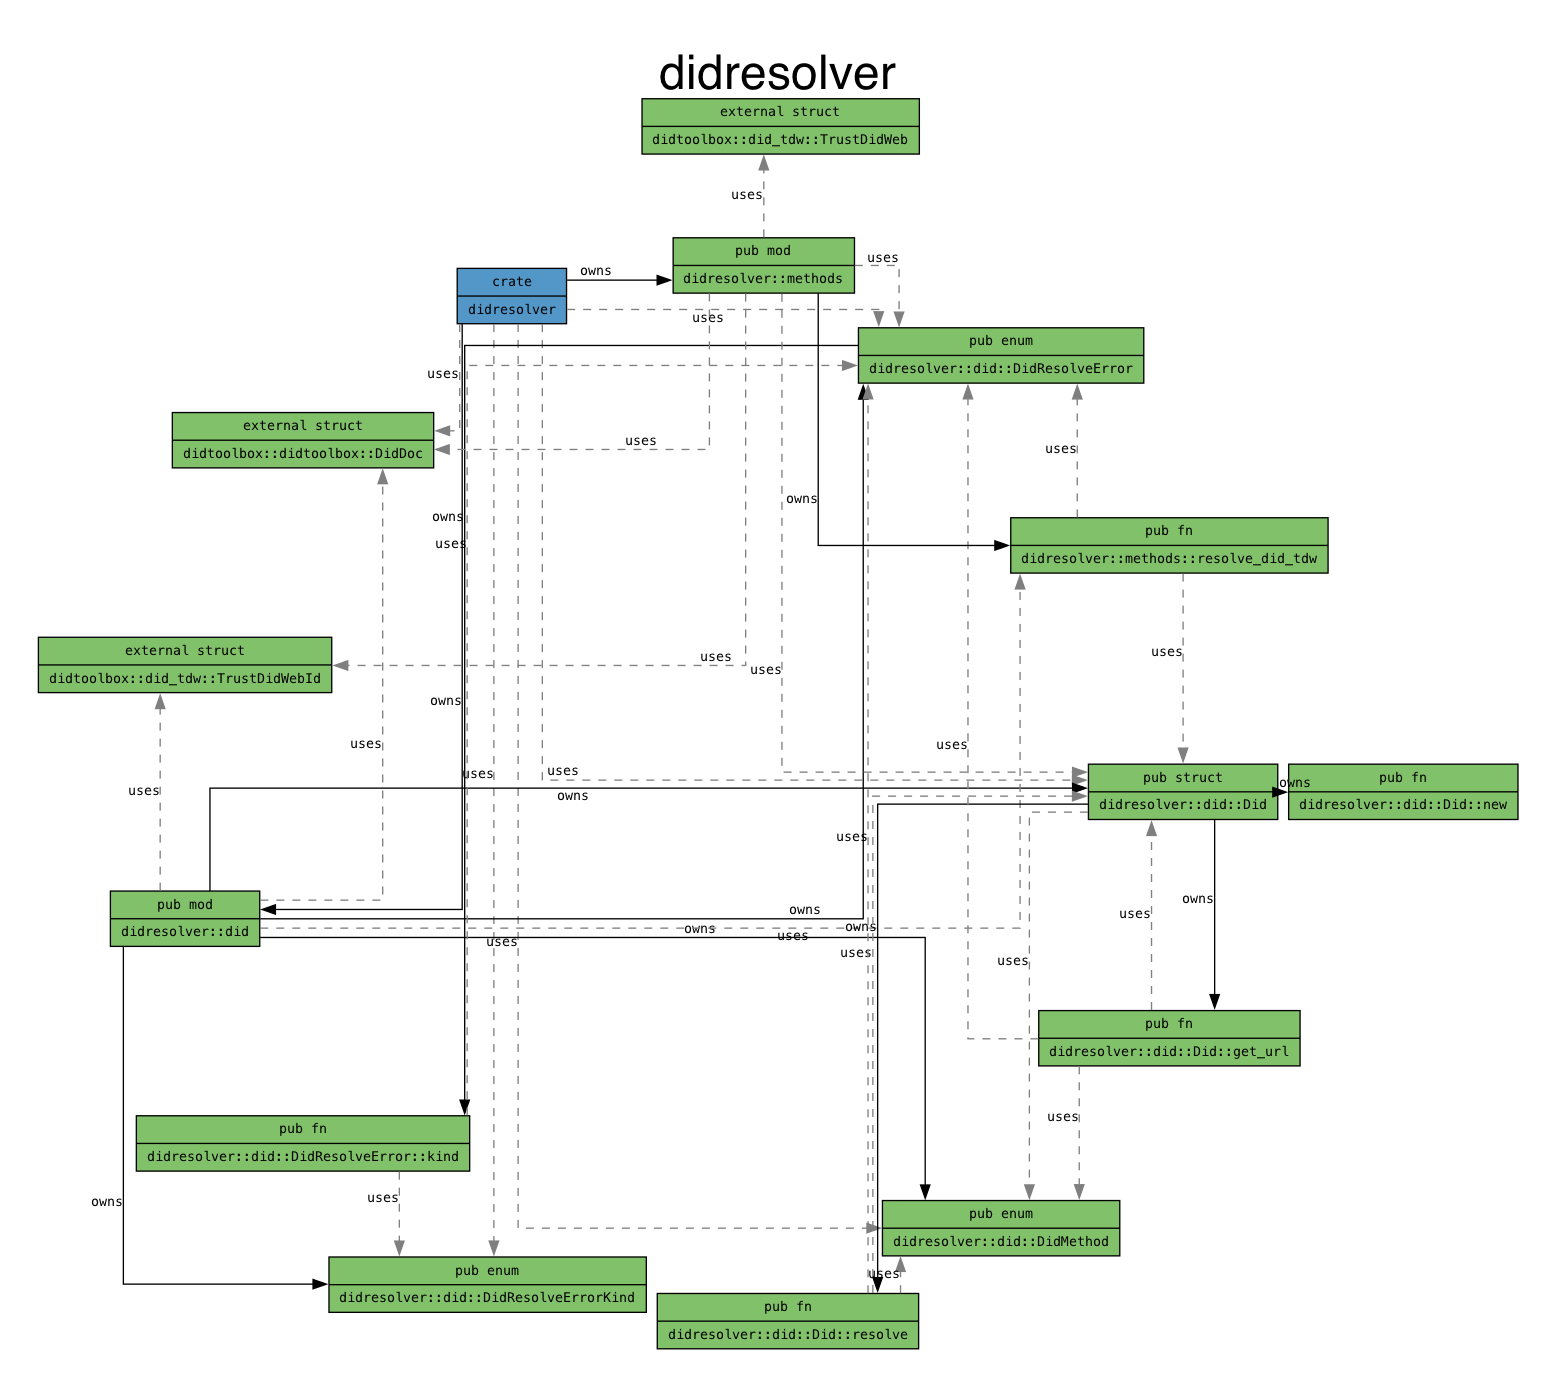 didresolver
external struct
didtoolbox::did_tdw::TrustDidWeb
uses
pub mod
didresolver::methods
uses
crate
didresolver
owns
uses
pub enum
didresolver::did::DidResolveError
uses
external struct
didtoolbox::didtoolbox::DidDoc
uses
uses
owns
owns
uses
pub fn
didresolver::methods::resolve_did_tdw
external struct
didtoolbox::did_tdw::TrustDidWebId
uses
uses
uses
owns
uses
uses
uses
uses
pub struct
didresolver::did::Did
owns
pub fn
didresolver::did::Did::new
uses
owns
uses
pub mod
didresolver::did
owns
owns
uses
uses
owns
uses
uses
owns
uses
uses
pub fn
didresolver::did::Did::get_url
uses
pub fn
didresolver::did::DidResolveError::kind
uses
owns
pub enum
didresolver::did::DidMethod
pub enum
didresolver::did::DidResolveErrorKind
uses
pub fn
didresolver::did::Did::resolve